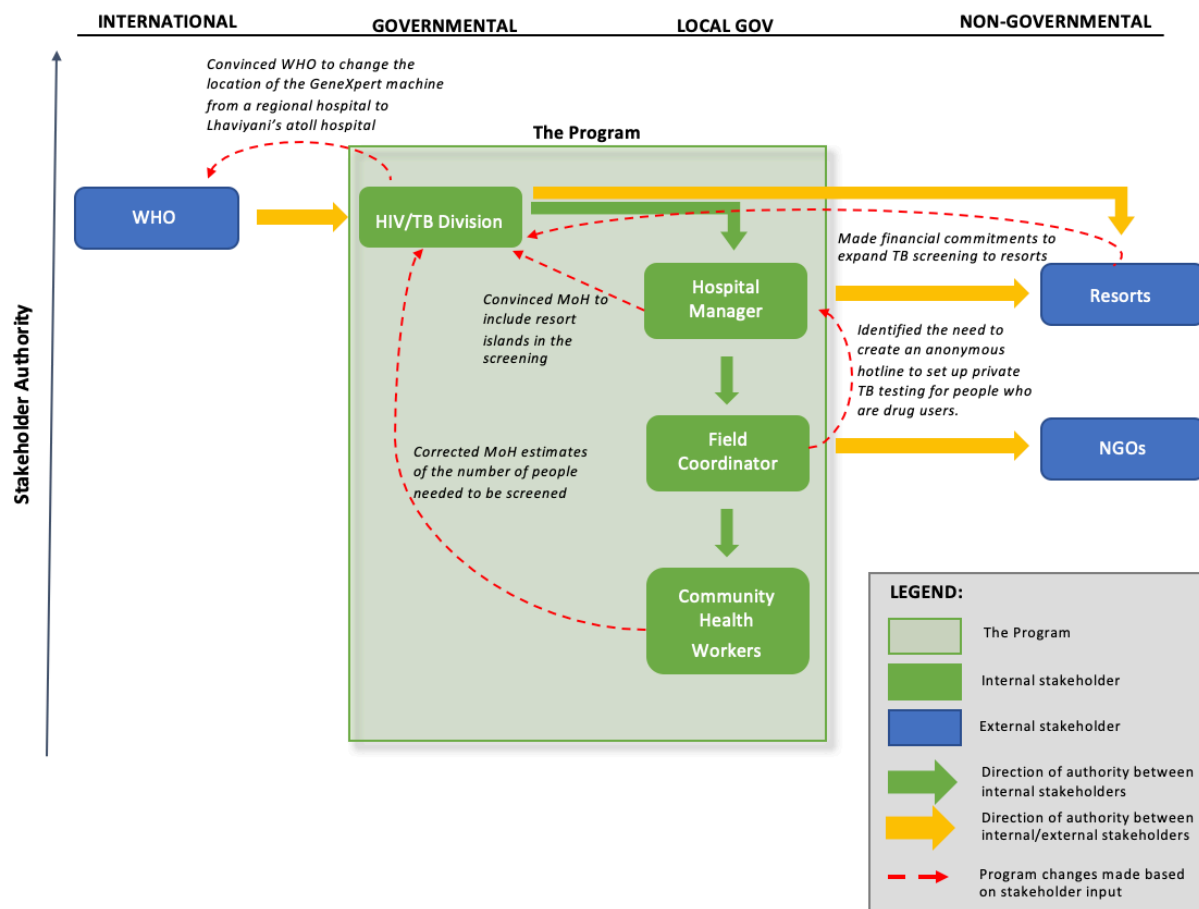 INTERNATIONAL
GOVERNMENTAL
LOCAL GOV
NON-GOVERNMENTAL
Stakeholder Authority
Convinced WHO to change the
location of the GeneXpert machine
from a regional hospital to
Lhaviyani’s atoll hospital
The Program
WHO
HIV/TB Division
Made financial commitments to
expand TB screening to resorts
Hospital
Manager
Resorts
Convinced MoH to
include resort
islands in the
screening
Identified the need to
create an anonymous
hotline to set up private
TB testing for people who
are drug users.
Field
Coordinator
NGOs
Corrected MoH estimates
of the number of people
needed to be screened
Community
Health
Workers
LEGEND:
The Program
Internal stakeholder
External stakeholder
Direction of authority between
internal stakeholders
Direction of authority between
internal/external stakeholders
Program changes made based
on stakeholder input